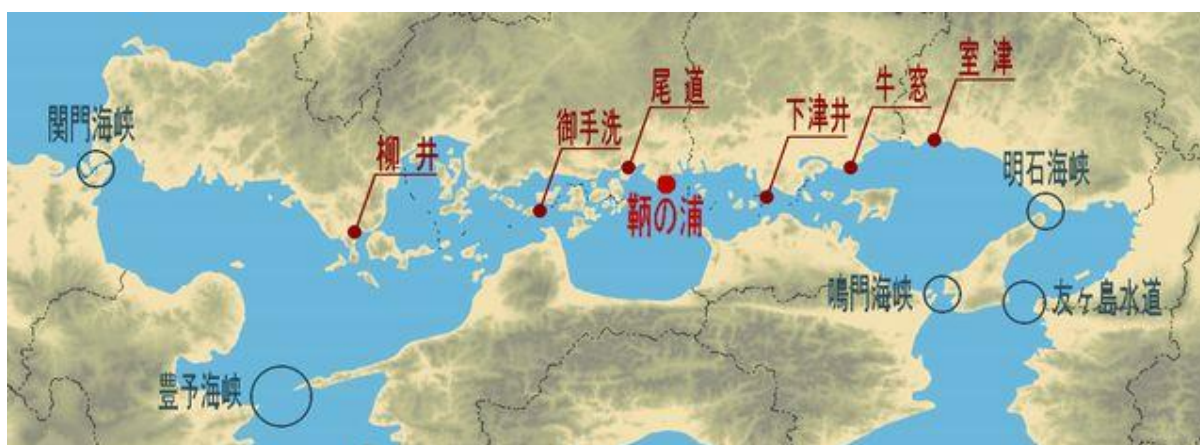 室津
牛窓
尾道
下津井
関門海峡
御手洗
柳井
明石海峡
鞆の浦
鳴門海峡
友ヶ島水道
豊予海峡